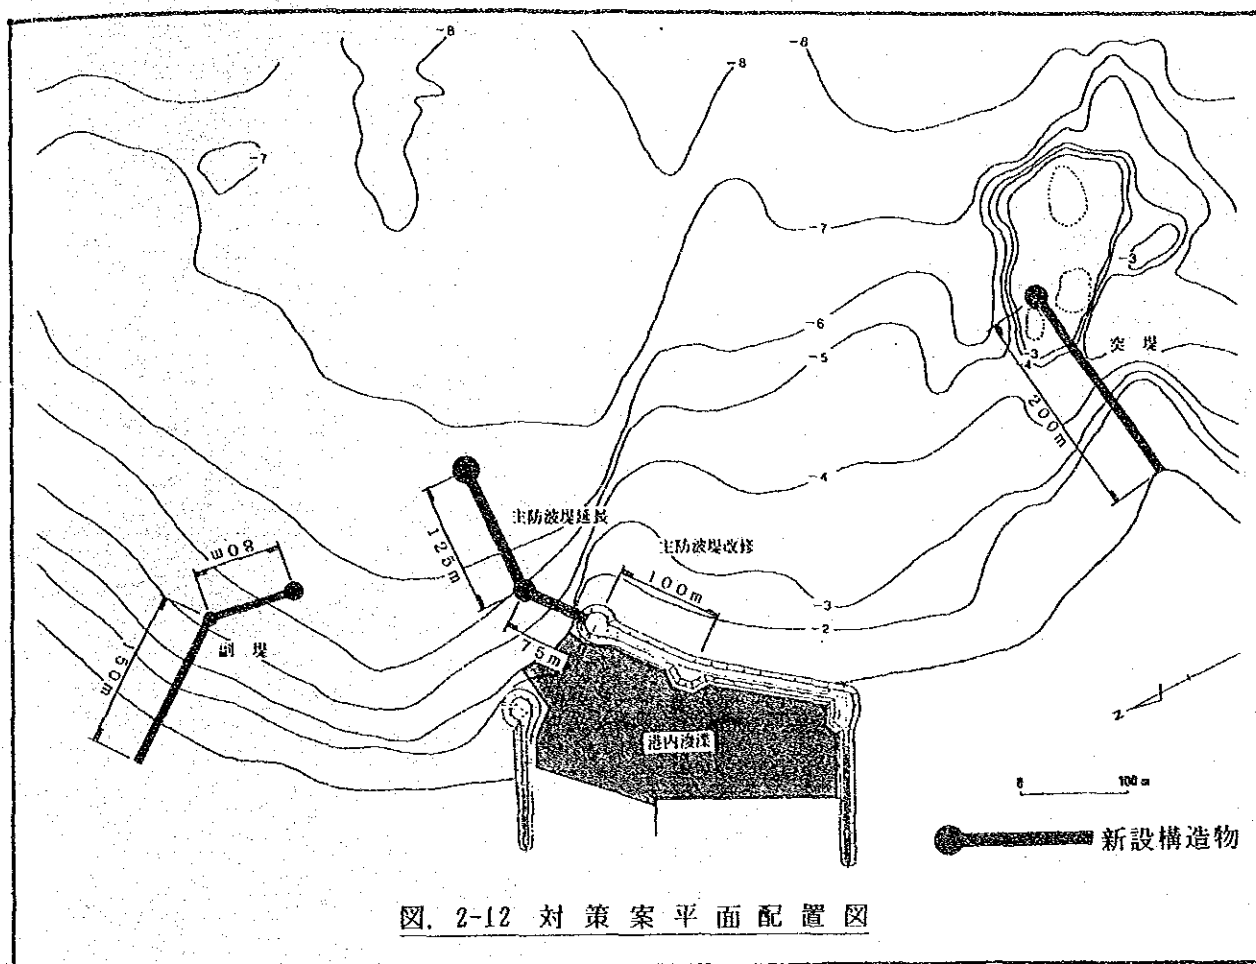 -8
-8
-8
-7
-7
-3
-6
-5
突堤
-3
-4
200m
-4
主防波堤延長
125m
主防波堤改修
80m
100m
-3
-2
副堤
75m
150m
港内浚渫
N
0 100m
新設構造物
図. 2-12 対策案平面配置図